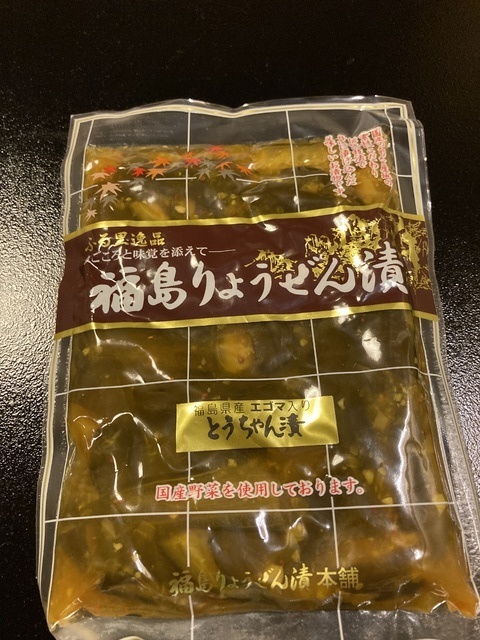 ふる里逸品
ごころと味覚を添えて
福島りょうぜん漬
福島県産 エゴマ入り
とうちゃん漬
国産野菜を使用しております。
福島りょうぜん漬本舗